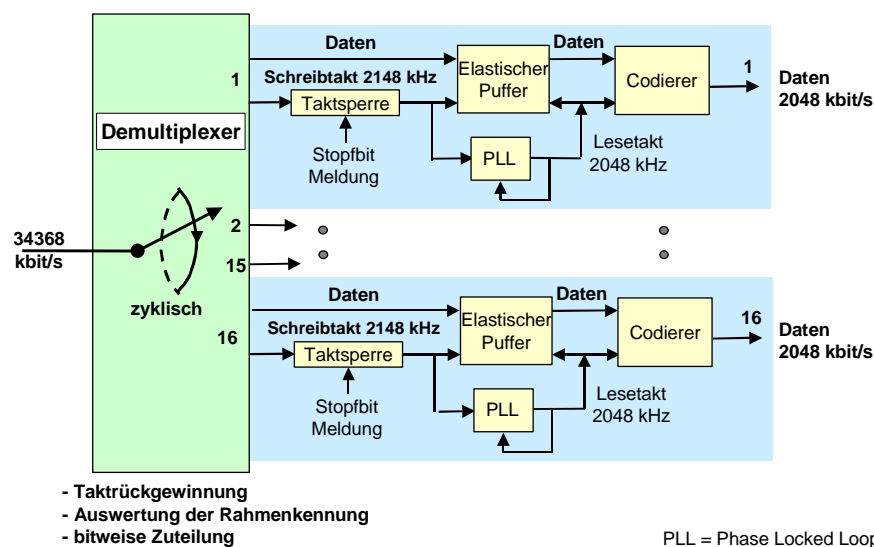 Daten
Daten
1
Schreibtakt 2148 kHz
Elastischer
Puffer
Codierer
1
Daten
2048 kbit/s
Taktsperre
Demultiplexer
Stopfbit
Meldung
PLL
Lesetakt
2048 kHz
34368
kbit/s
2
15
zyklisch
Daten
Daten
16
Schreibtakt 2148 kHz
Elastischer
Puffer
Codierer
16
Daten
2048 kbit/s
Taktsperre
Stopfbit
Meldung
PLL
Lesetakt
2048 kHz
- Taktrückgewinnung
- Auswertung der Rahmenkennung
- bitweise Zuteilung
PLL = Phase Locked Loop